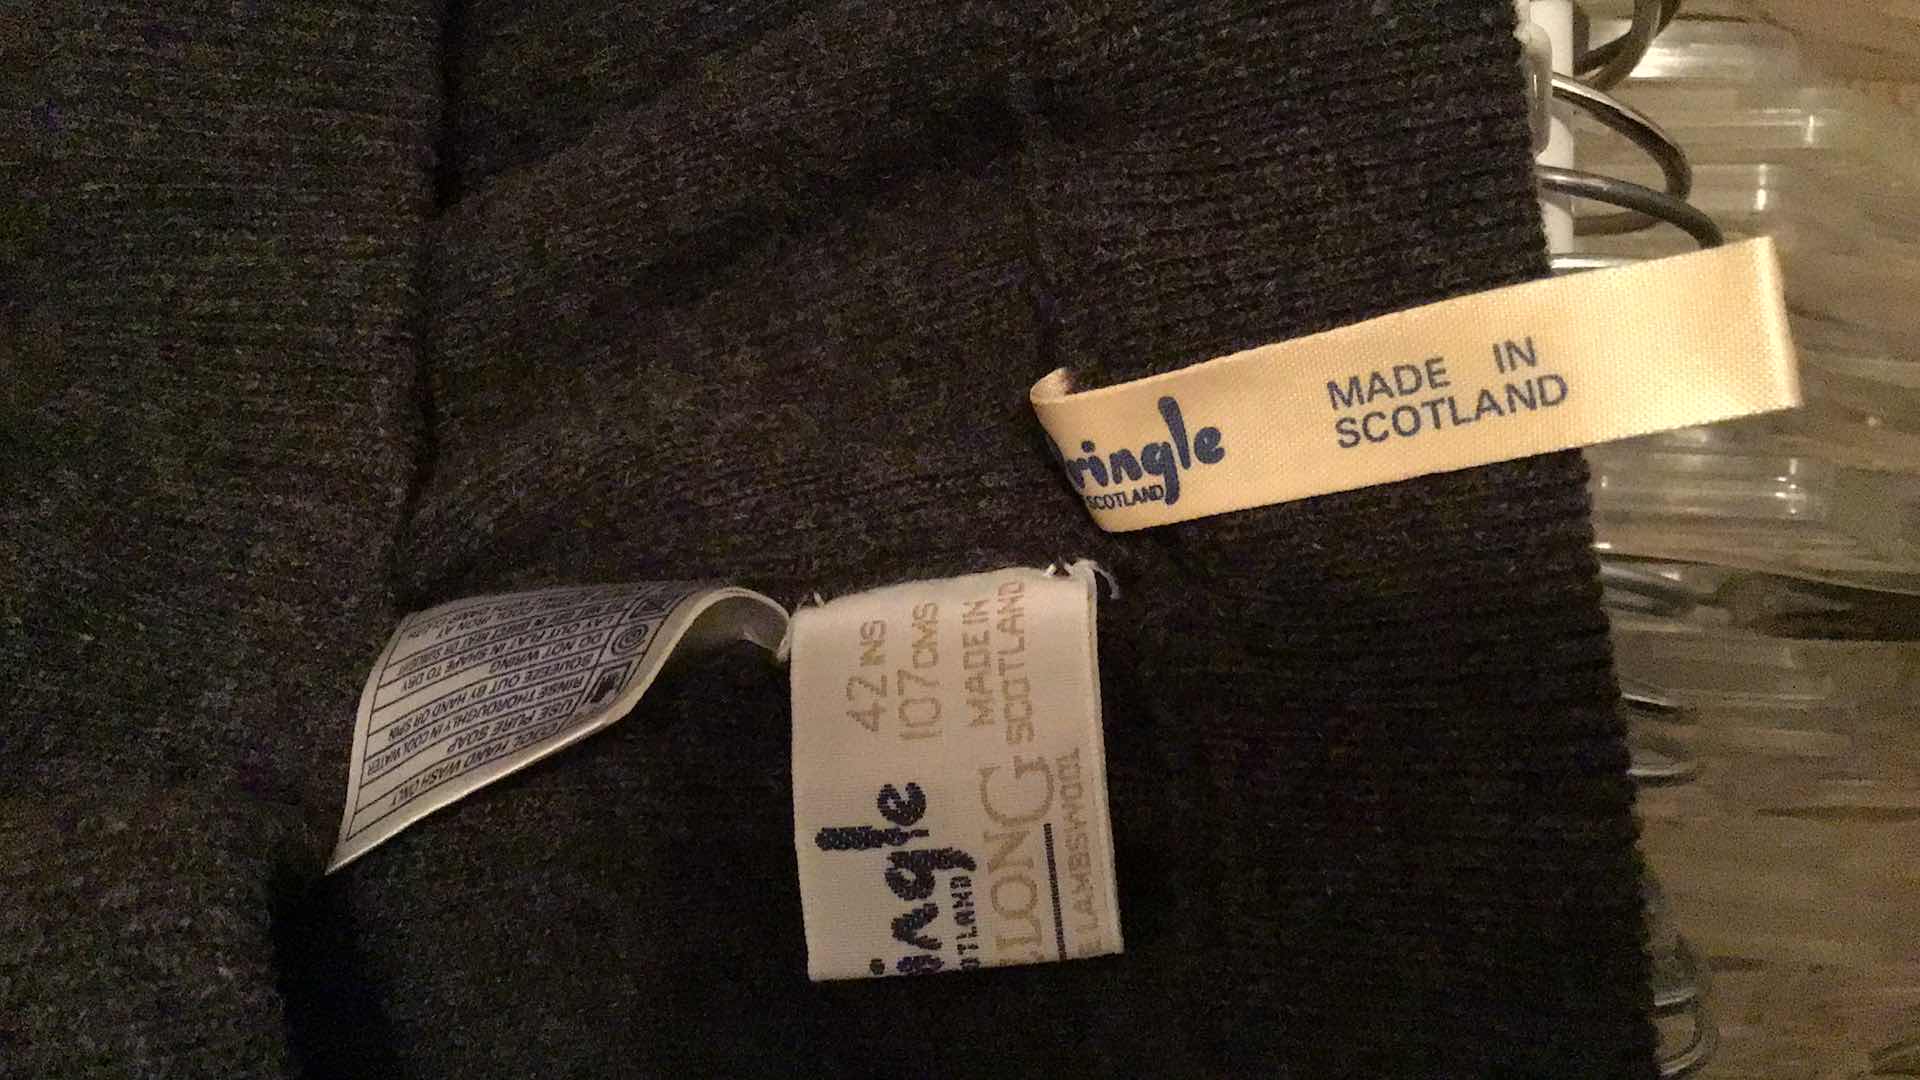 ringle
SCOTLAND
MADE IN
SCOTLAND
42 INS
107 CMS
MADE IN
SCOTLAND
ingle
OTLAND
LONG
E LAMBSWOOL
COOL HAND WASH ONLY
USE PURE SOAP
RINSE THOROUGHLY IN COOL WATER
SQUEEZE OUT BY HAND OR SPIN
DO NOT WRING
LAY OUT FLAT IN SHAPE TO DRY